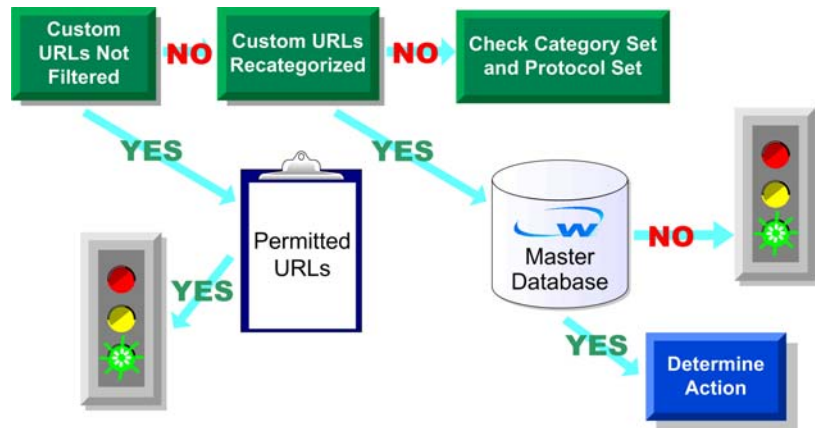 Custom
URLs Not
Filtered
NO
Custom URLs
Recategorized
NO
Check Category Set
and Protocol Set
YES
YES
Permitted
URLs
W
Master
Database
NO
YES
YES
Determine
Action